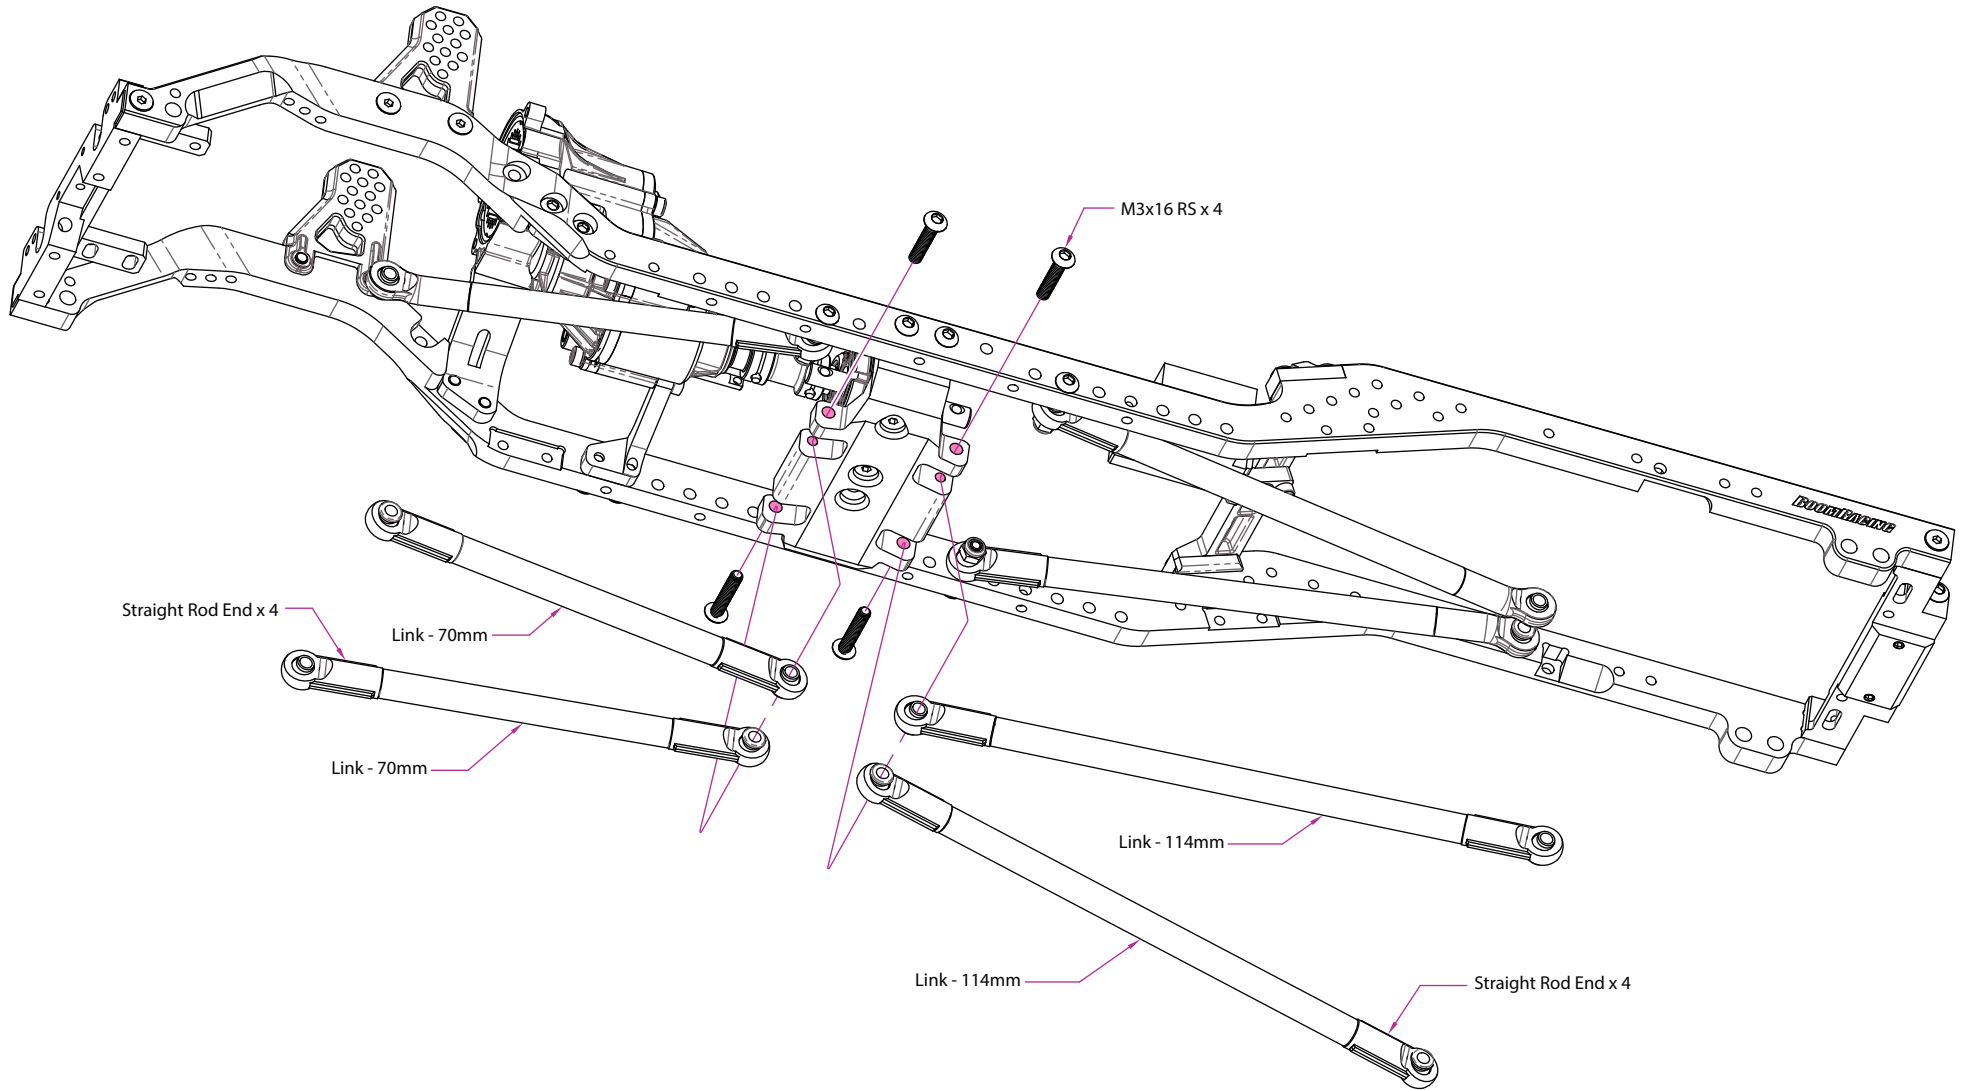 M3x16 RS x 4
BOOMRACING
Straight Rod End x 4
Link - 70mm
Link - 70mm
Link - 114mm
Link - 114mm
Straight Rod End x 4